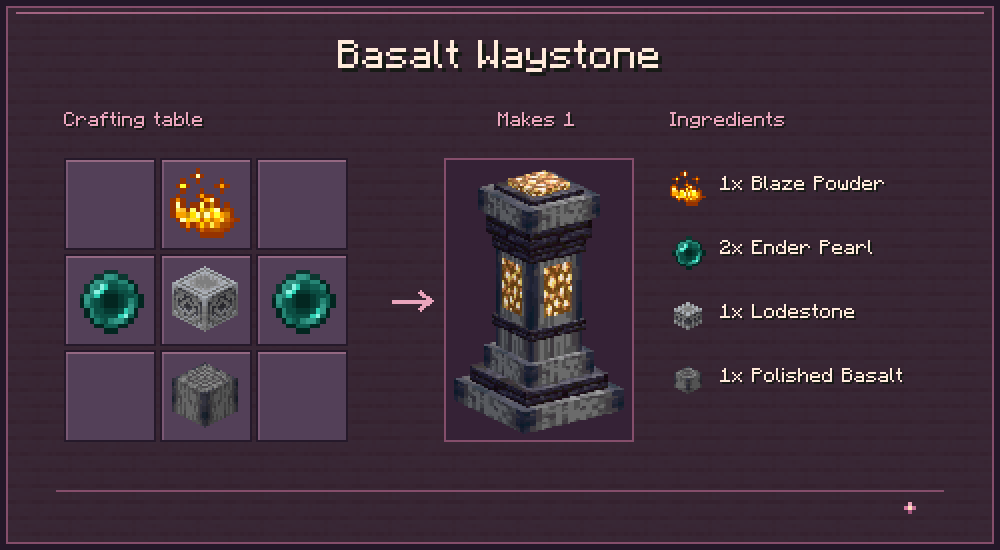 Basalt Waystone
Crafting table
Makes 1
Ingredients
1x Blaze Powder
2x Ender Pearl
1x Lodestone
1x Polished Basalt